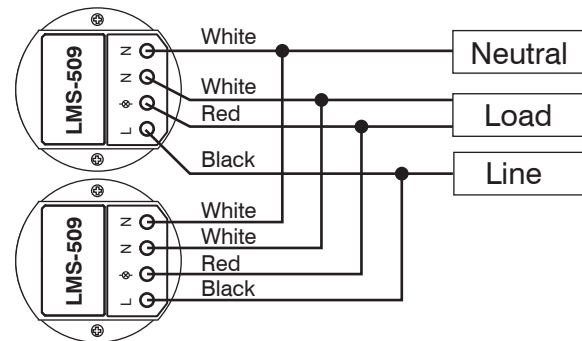 LMS-509
N
N
L
White
White
Red
Black
Neutral
Load
Line
LMS-509
N
N
L
White
White
Red
Black